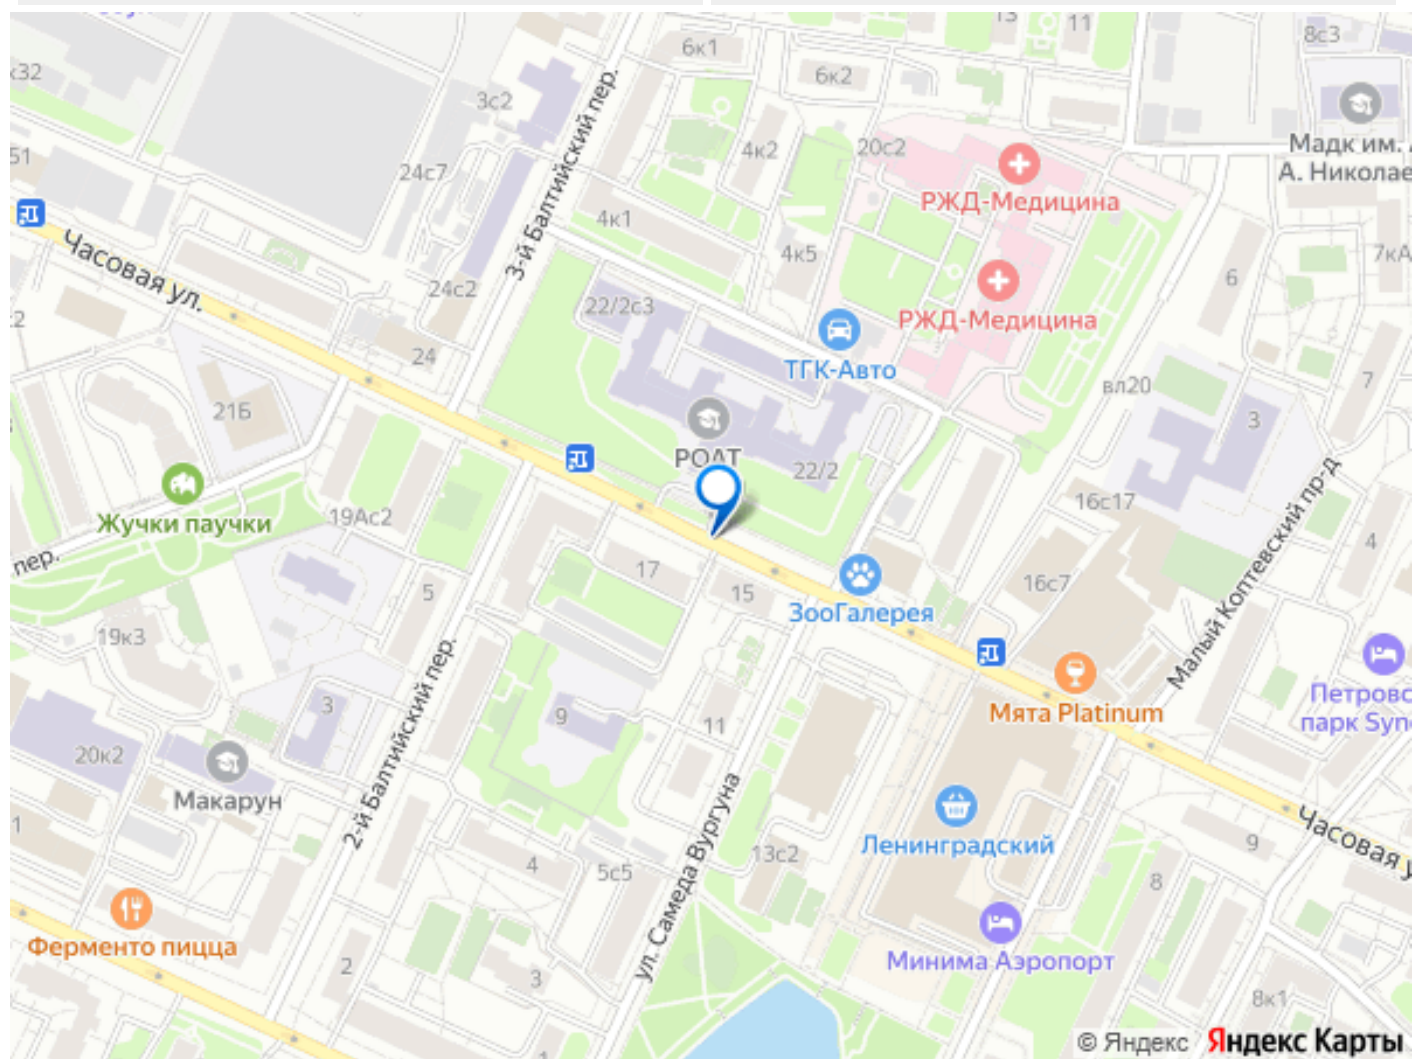 6к1
13
11
8с3
6к2
3с2
4к2
20с2
Мадк им.
А. Николае
51
24с7
3-й Балтийский пер.
РЖД-Медицина
4к1
4к5
7кА
Часовая ул.
6
24с2
22/2с3
РЖД-Медицина
24
ТГК-Авто
7
вл20
21Б
3
РОАТ
22/2
16с17
Жучки паучки
19Ас2
пер.
4
17
5
15
16с7
ЗооГалерея
Малый Коптевский пр-д
19к3
2-й Балтийский пер.
3
9
11
Мята Platinum
Петровс
парк Syn
20к2
Макарун
ул. Самеда Вургуна
Ленинградский
Часовая у
13с2
9
4
5с5
8
Ферменто пицца
2
3
Минима Аэропорт
8к1
© Яндекс Яндекс Карты